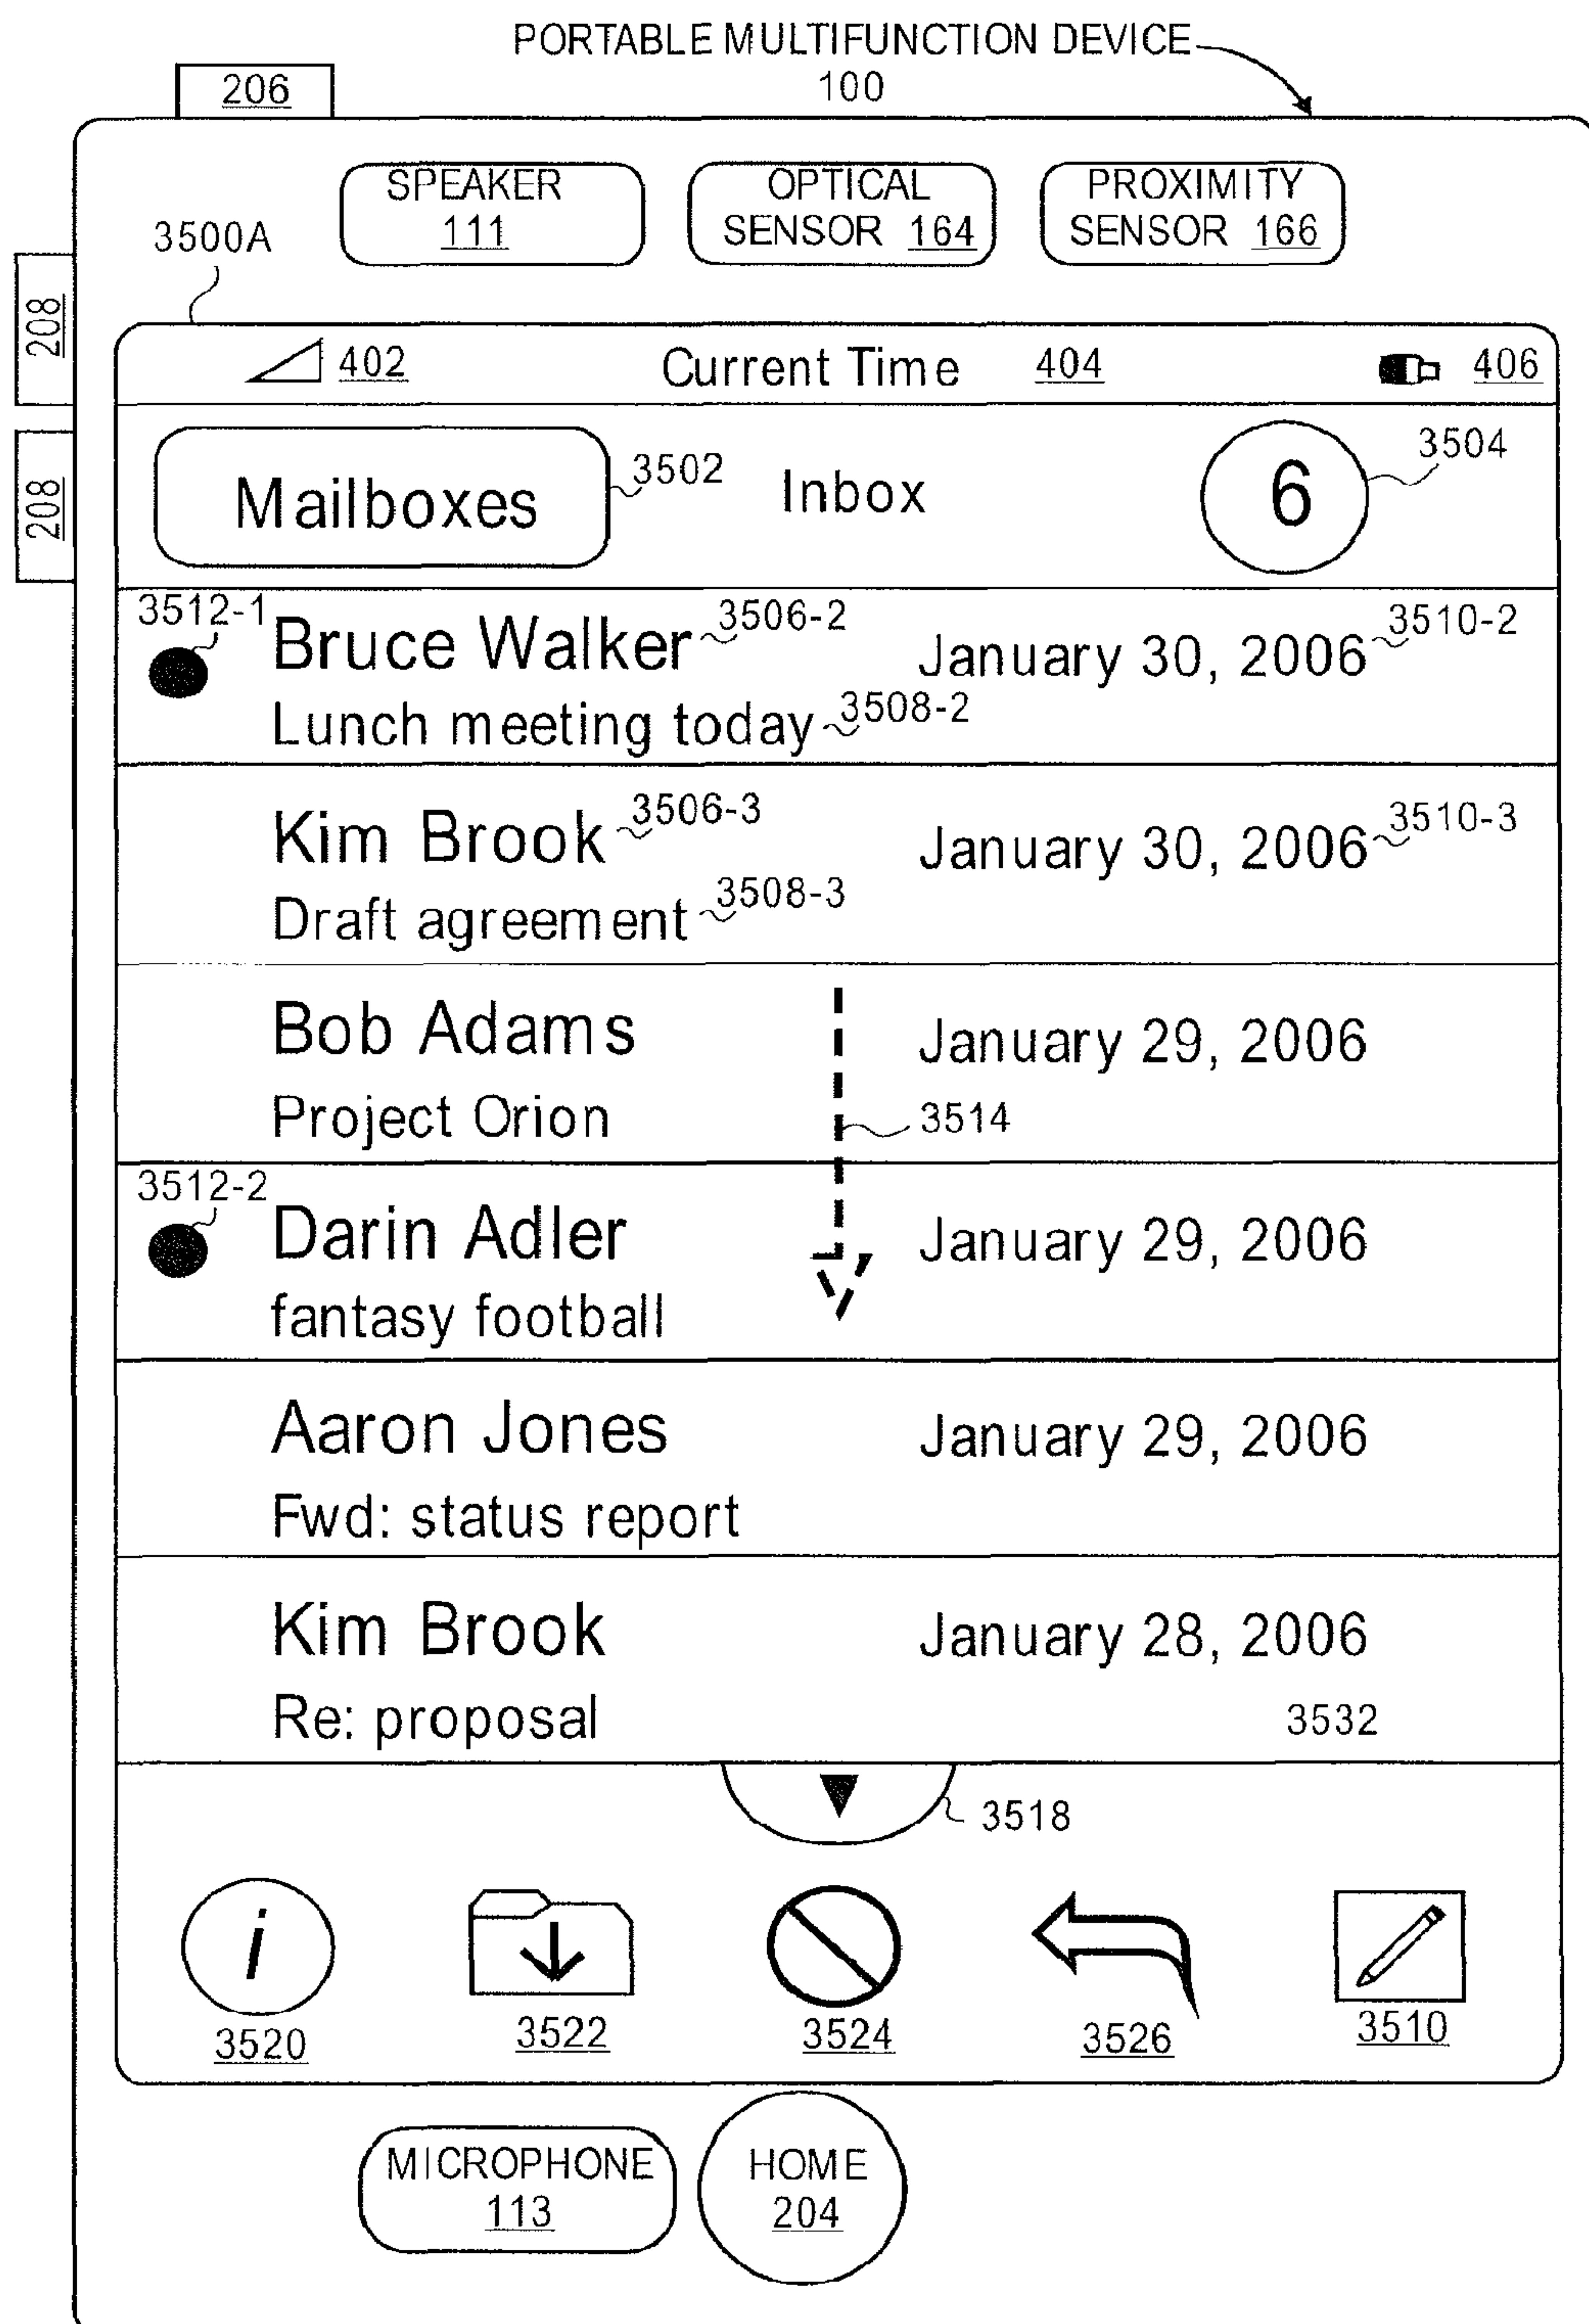 PORTABLE MULTIFUNCTION DEVICE
100
206
SPEAKER
111
OPTICAL
SENSOR 164
PROXIMITY
SENSOR 166
3500A
208
208
402
Current Time 404
406
Mailboxes
3502
Inbox
6
3504
3512-1
Bruce Walker 3506-2
January 30, 2006 3510-2
Lunch meeting today 3508-2
Kim Brook 3506-3
January 30, 2006 3510-3
Draft agreement 3508-3
Bob Adams
January 29, 2006
Project Orion
3514
3512-2
Darin Adler
January 29, 2006
fantasy football
Aaron Jones
January 29, 2006
Fwd: status report
Kim Brook
January 28, 2006
Re: proposal
3532
3518
i
3520
3522
3524
3526
3510
MICROPHONE
113
HOME
204